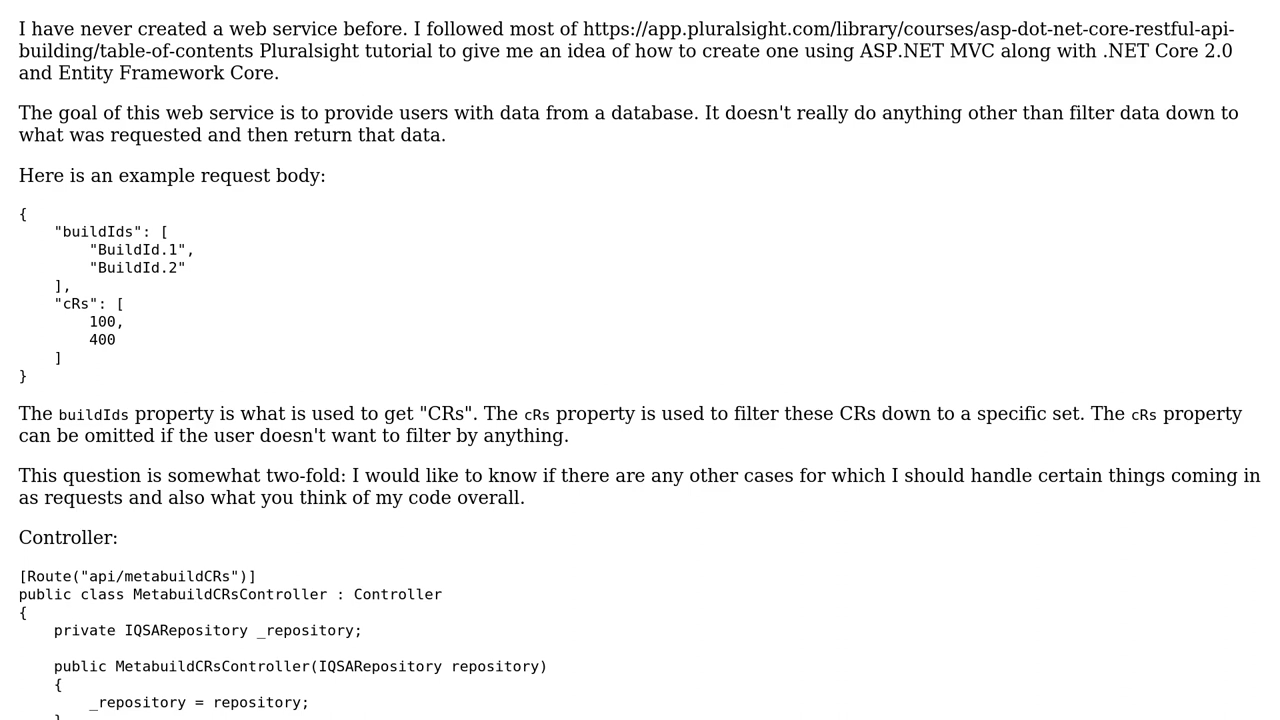 I have never created a web service before. I followed most of https://app.pluralsight.com/library/courses/asp-dot-net-core-restful-api-
building/table-of-contents Pluralsight tutorial to give me an idea of how to create one using ASP.NET MVC along with .NET Core 2.0
and Entity Framework Core.
The goal of this web service is to provide users with data from a database. It doesn't really do anything other than filter data down to
what was requested and then return that data.
Here is an example request body:
{
    "buildIds": [
        "BuildId.1",
        "BuildId.2"
    ],
    "cRs": [
        100,
        400
    ]
}
The buildIds property is what is used to get "CRs". The cRs property is used to filter these CRs down to a specific set. The cRs property
can be omitted if the user doesn't want to filter by anything.
This question is somewhat two-fold: I would like to know if there are any other cases for which I should handle certain things coming in
as requests and also what you think of my code overall.
Controller:
[Route("api/metabuildCRs")]
public class MetabuildCRsController : Controller
{
    private IQSARepository _repository;
    public MetabuildCRsController(IQSARepository repository)
    {
        _repository = repository;
    }